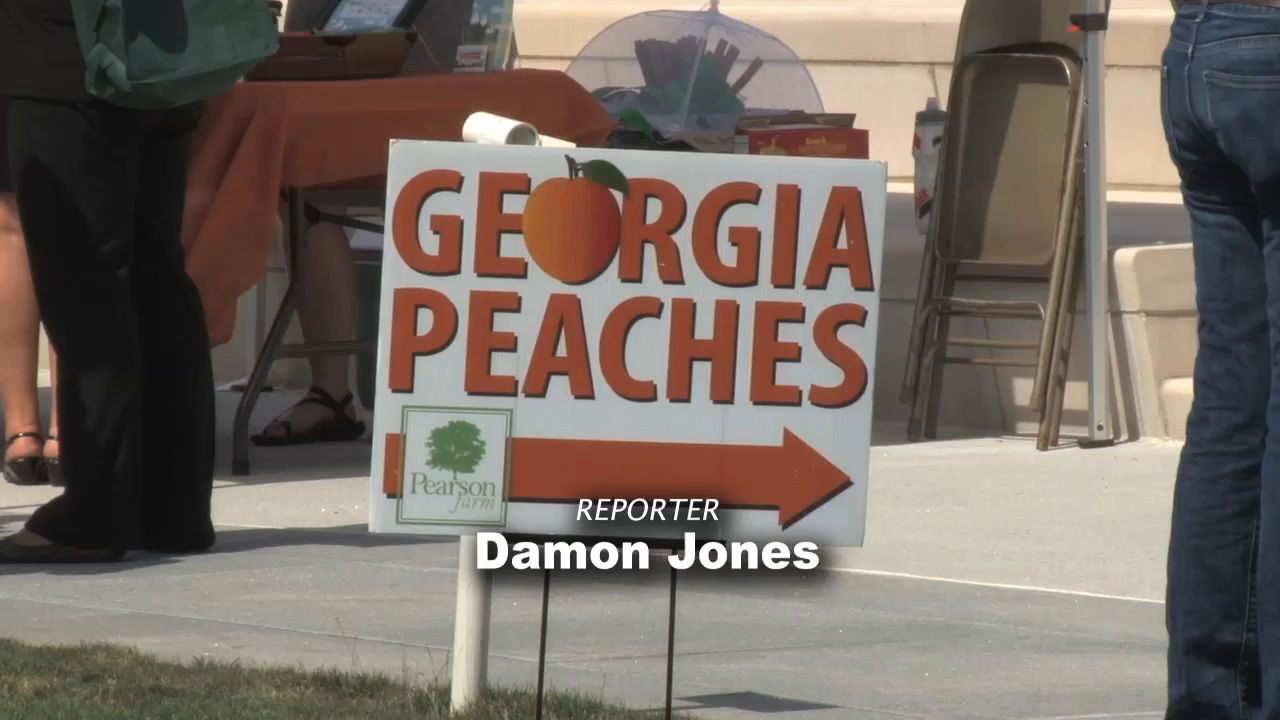 GEORGIA
PEACHES
Pearson
farm
REPORTER
Damon Jones